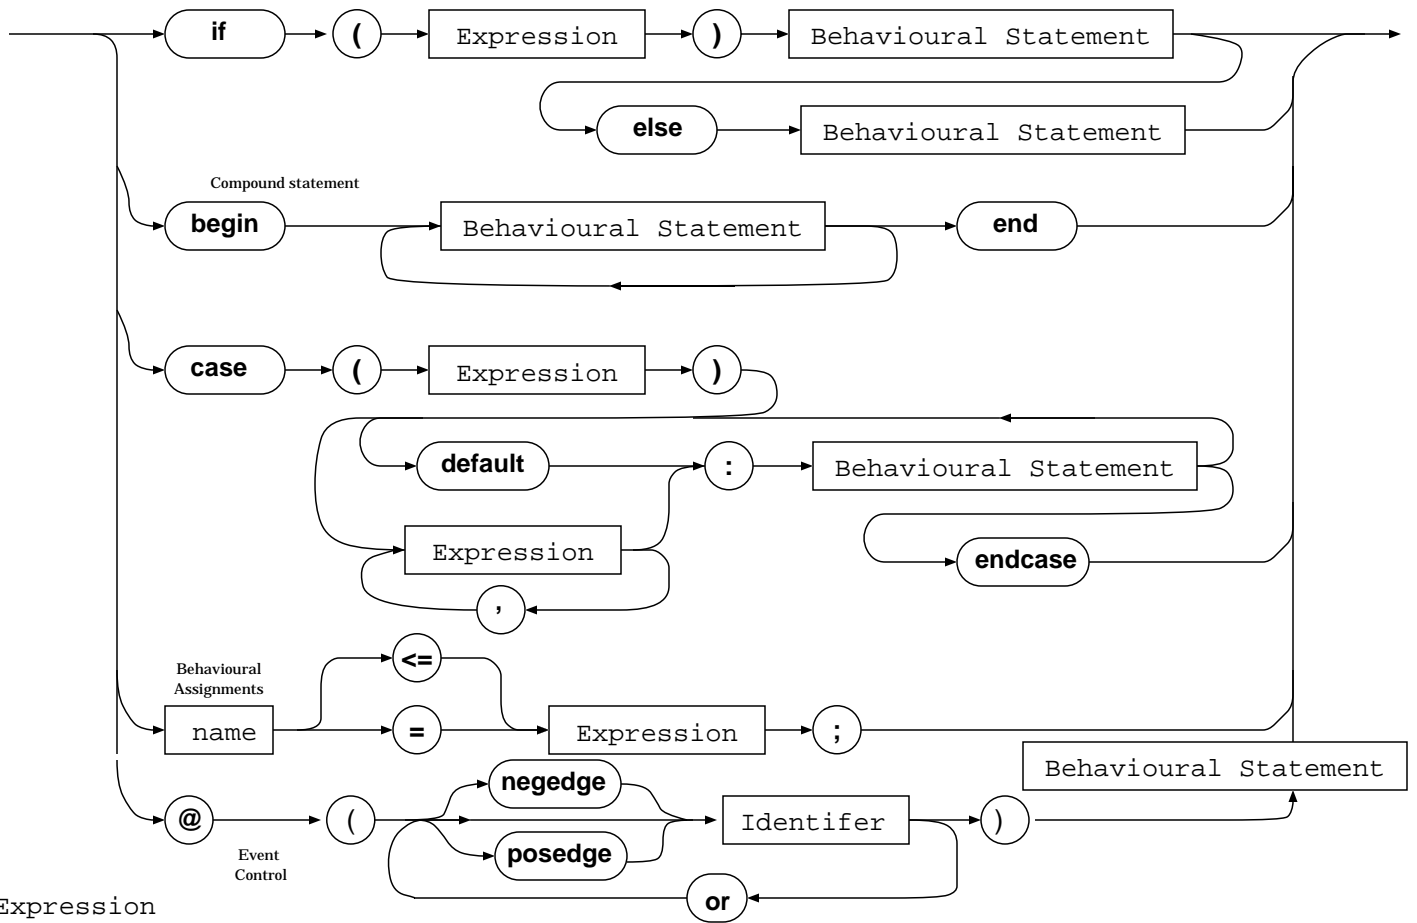 if ( Expression ) Behavioural Statement
else Behavioural Statement
Compound statement
begin Behavioural Statement end
case ( Expression )
default : Behavioural Statement
Expression
endcase
,
<=
Behavioural
Assignments
name = Expression ;
Behavioural Statement
negedge
@ ( Identifer )
posedge
Event
Control
or
Expression